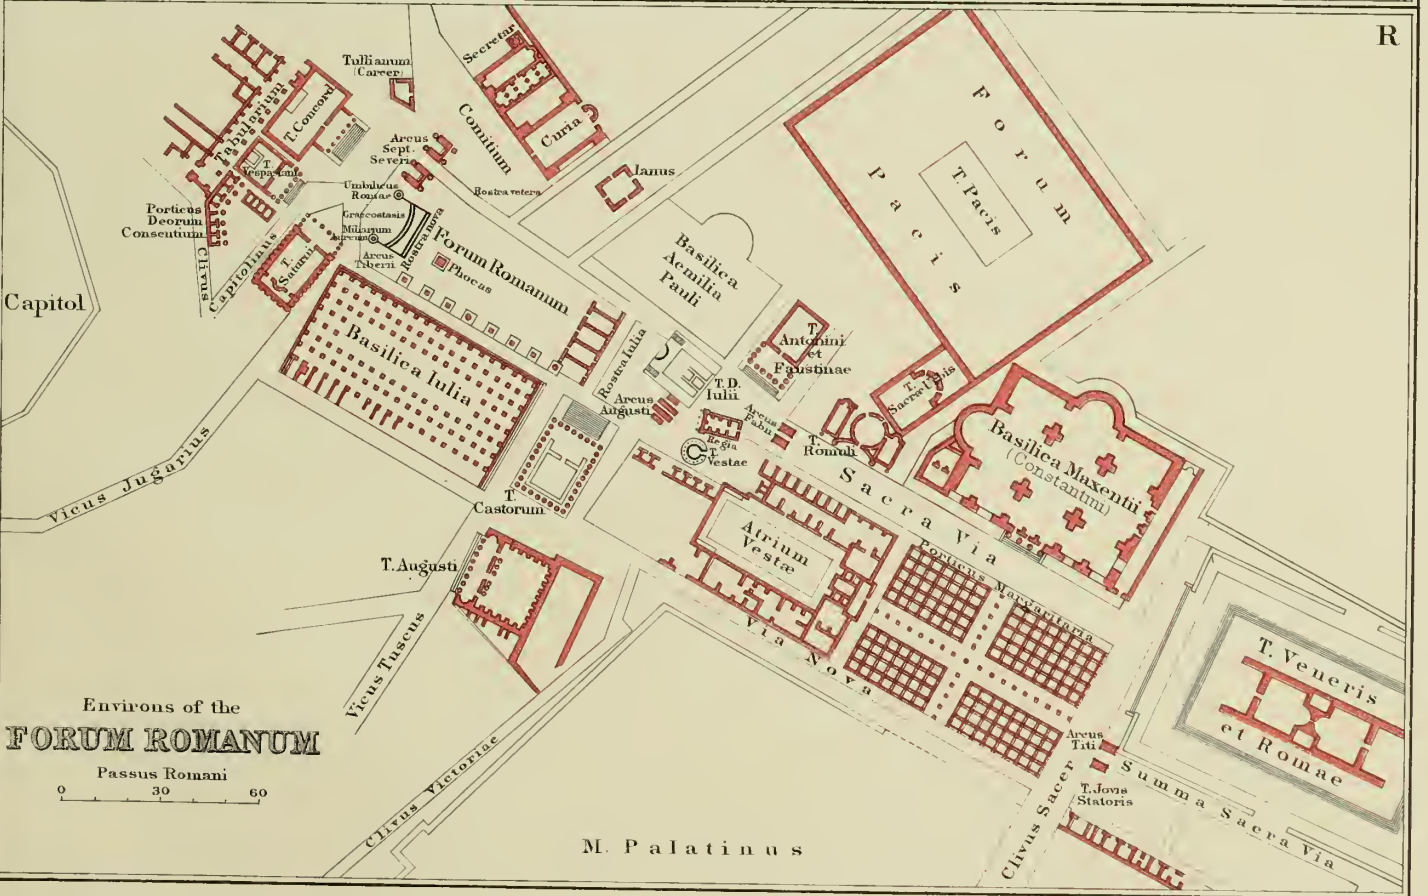 R
Secretar
Tullianum
(Carcer)
Tabularium
T. Concord
Comitium
Curia
Arcus
Sept.
Severi
T.
Vespasiani
Ianus
Umbilicus
Romae
Rostra vetera
Graecostasis
Porticus
Deorum
Consentium
Miliarium
Aureum
Arcus
Tiberii
Rostra nova
Clivus
Capitolinus
T.
Saturni
Forum Romanum
Phocas
Capitol
Basilica Iulia
Basilica
Aemilia
Pauli
Forum
Pacis
T. Pacis
T.
Antonini
et
Faustinae
Rostra Iulia
T. D.
Iulii
Arcus
Augusti
Arcus
Fabii
Regia
T.
Vestae
T.
Romuli
T.
Sacrae Urbis
Basilica Maxentii
(Constantini)
Sacra Via
Vicus Jugarius
T.
Castorum
T. Augusti
Atrium
Vestæ
Porticus Margaritaria
Via Nova
Vicus Tuscus
T. Veneris
et Romae
Environs of the
FORUM ROMANUM
Passus Romani
0 30 60
Clivus Victoriae
Arcus
Titi
T. Jovis
Statoris
Clivus Sacer
Summa Sacra Via
M. Palatinus